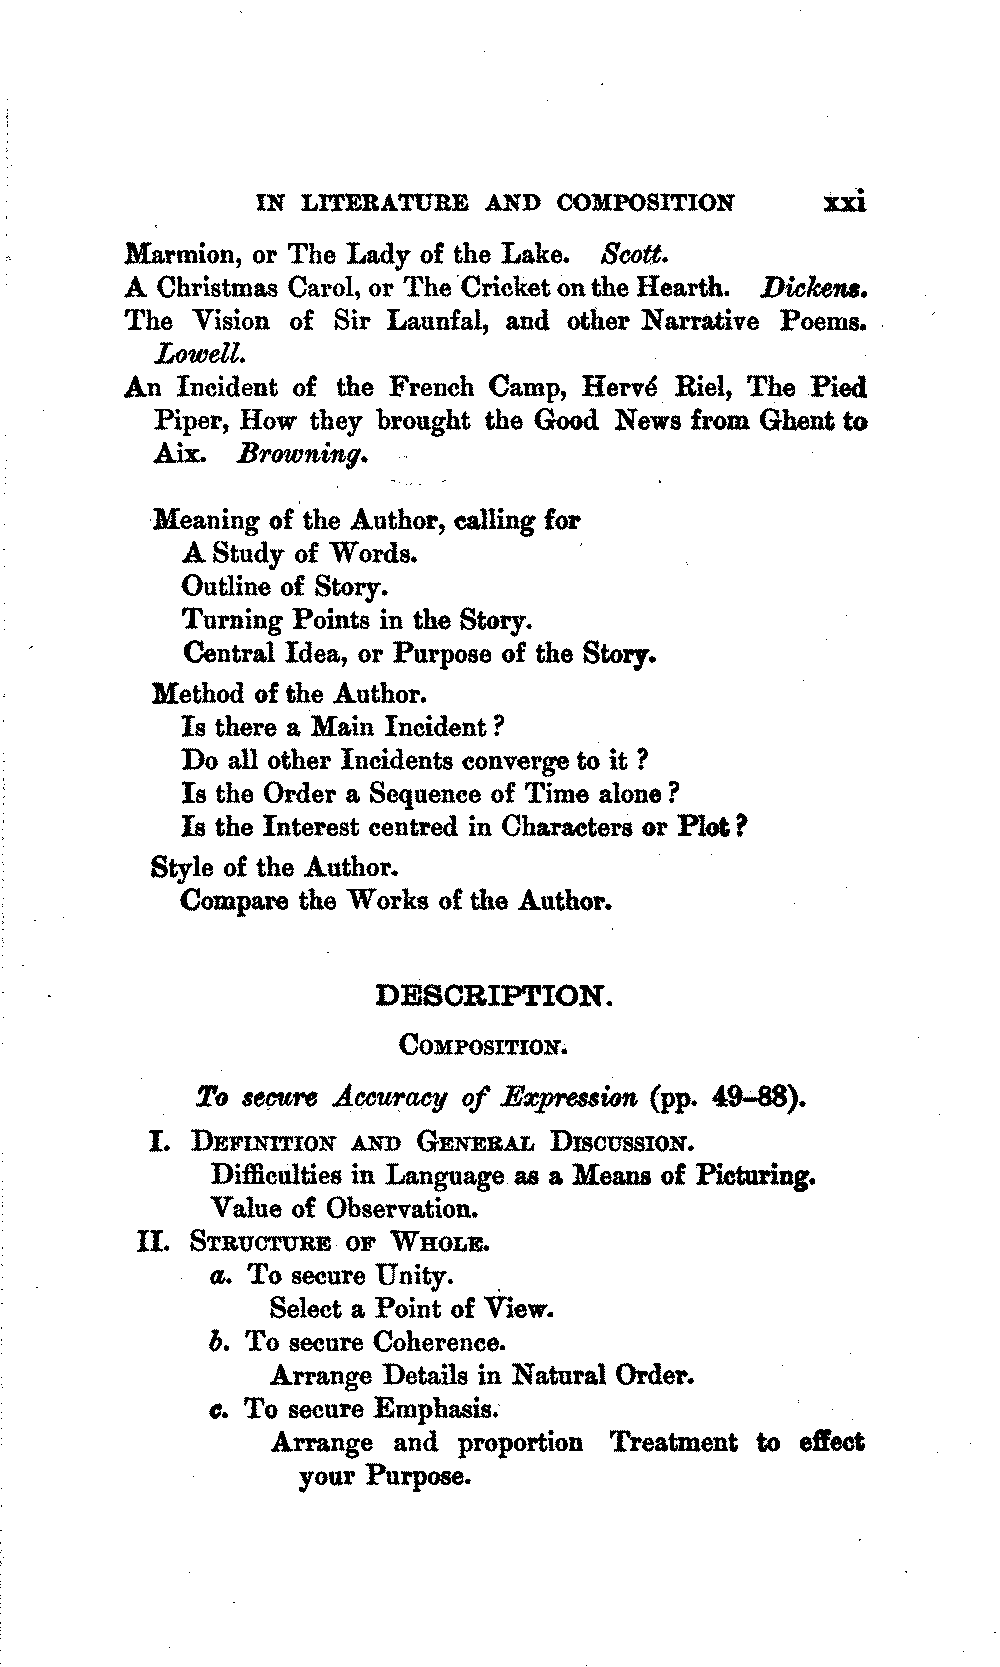 IN LITERATURE AND COMPOSITION xxi
Marmion, or The Lady of the Lake. Scott.
A Christmas Carol, or The Cricket on the Hearth. Dickens.
The Vision of Sir Launfal, and other Narrative Poems.
Lowell.
An Incident of the French Camp, Hervé Riel, The Pied
Piper, How they brought the Good News from Ghent to
Aix. Browning.
Meaning of the Author, calling for
A Study of Words.
Outline of Story.
Turning Points in the Story.
Central Idea, or Purpose of the Story.
Method of the Author.
Is there a Main Incident?
Do all other Incidents converge to it?
Is the Order a Sequence of Time alone?
Is the Interest centred in Characters or Plot?
Style of the Author.
Compare the Works of the Author.
DESCRIPTION.
COMPOSITION.
To secure Accuracy of Expression (pp. 49–88).
I. DEFINITION AND GENERAL DISCUSSION.
Difficulties in Language as a Means of Picturing.
Value of Observation.
II. STRUCTURE OF WHOLE.
a. To secure Unity.
Select a Point of View.
b. To secure Coherence.
Arrange Details in Natural Order.
c. To secure Emphasis.
Arrange and proportion Treatment to effect
your Purpose.